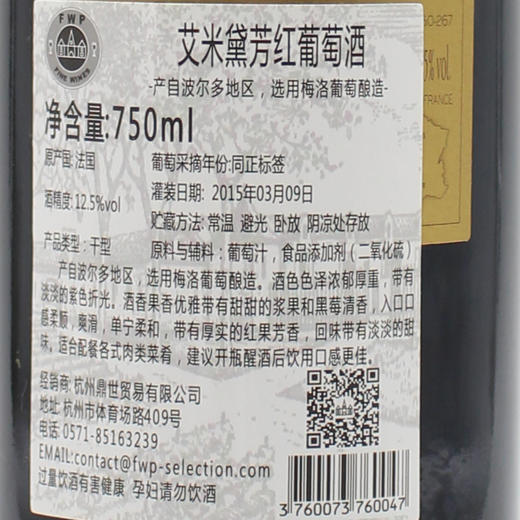 FWP
FINE WINES
艾米黛芳红葡萄酒
-产自波尔多地区，选用梅洛葡萄酿造-
净含量:750ml
原产国:法国
葡萄采摘年份:同正标签
灌装日期: 2015年03月09日
酒精度:12.5%vol
贮藏方法: 常温 避光 卧放 阴凉处存放
产品类型: 干型
原料与辅料: 葡萄汁，食品添加剂（二氧化硫）
产自波尔多地区，选用梅洛葡萄酿造。酒色色泽浓郁厚重，带有
淡淡的紫色折光。酒香果香优雅带有甜甜的浆果和黑莓清香，入口口
感柔顺，爽滑，单于柔和，带有厚实的红果芳香，回味带有淡淡的甜
味。适合配餐各式肉类菜肴，建议开瓶醒酒后饮用口感更佳。
经销商: 杭州鼎世贸易有限公司
地址: 杭州市体育场路409号
电话: 0571-85163239
EMAIL:contact@fwp-selection.com
过量饮酒有害健康 孕妇请勿饮酒
3 760073 760047
5% vol
FRANCE